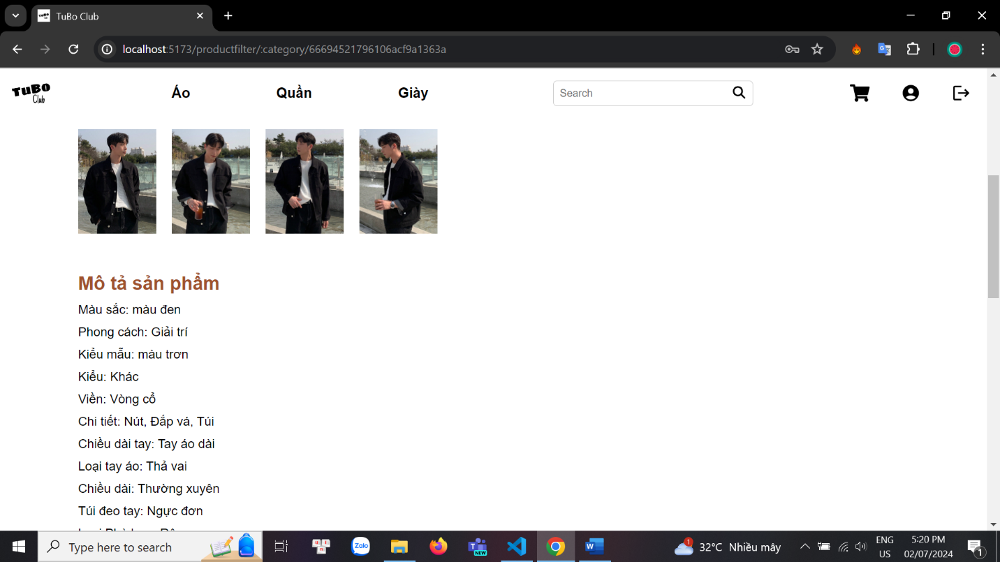 TuBo Club
localhost:5173/productfilter/:category/66694521796106acf9a1363a
TuBo
Club
Áo
Quần
Giày
Search
Mô tả sản phẩm
Màu sắc: màu đen
Phong cách: Giải trí
Kiểu mẫu: màu trơn
Kiểu: Khác
Viền: Vòng cổ
Chi tiết: Nút, Đắp vá, Túi
Chiều dài tay: Tay áo dài
Loại tay áo: Thả vai
Chiều dài: Thường xuyên
Túi đeo tay: Ngực đơn
Type here to search
Zalo
NEW
1
32°C Nhiều mây
ENG
US
5:20 PM
02/07/2024
1